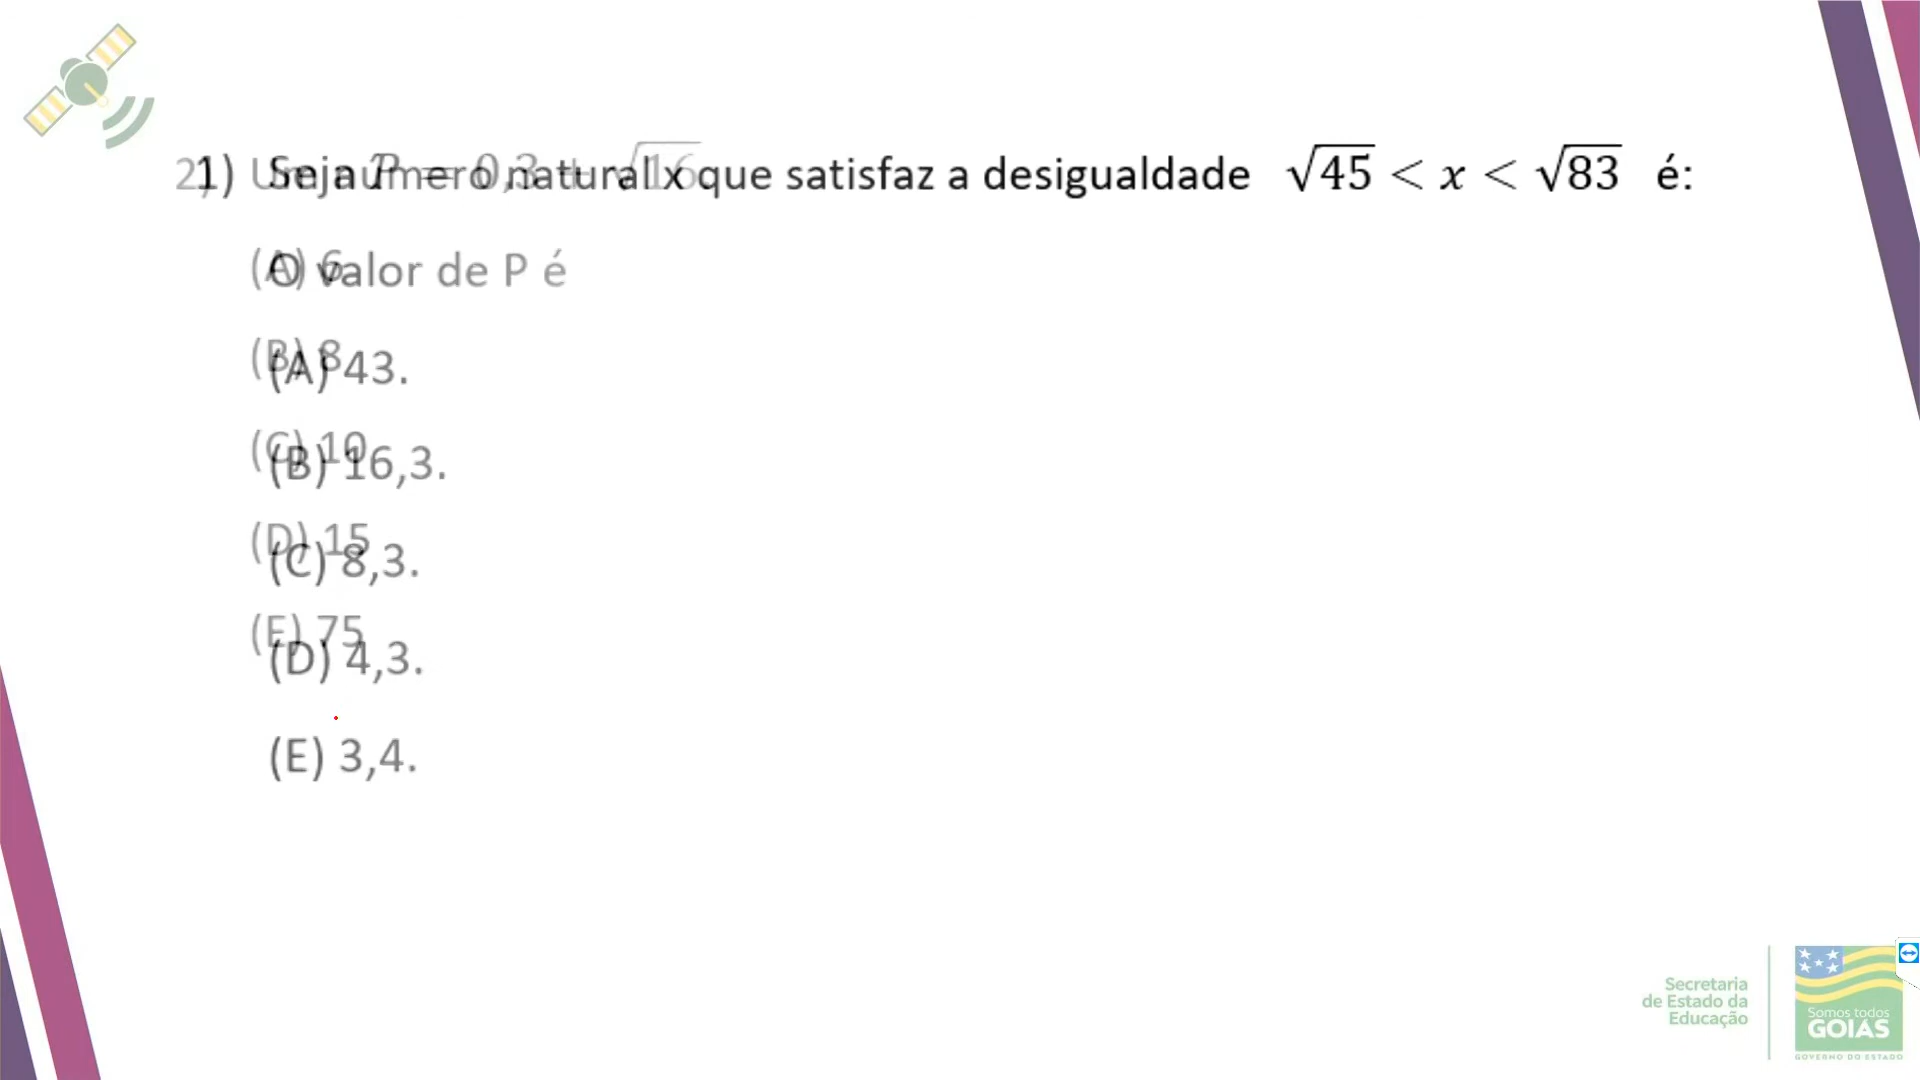 1) Um número natural x que satisfaz a desigualdade √45 < x < √83 é:
(A) 6
(B) 8
(C) 10
(D) 15
(E) 75
2) Seja P = 0,3 + √16
O valor de P é
(A) 43.
(B) 16,3.
(C) 8,3.
(D) 4,3.
(E) 3,4.
Secretaria
de Estado da
Educação
Somos todos
GOIÁS
GOVERNO DO ESTADO